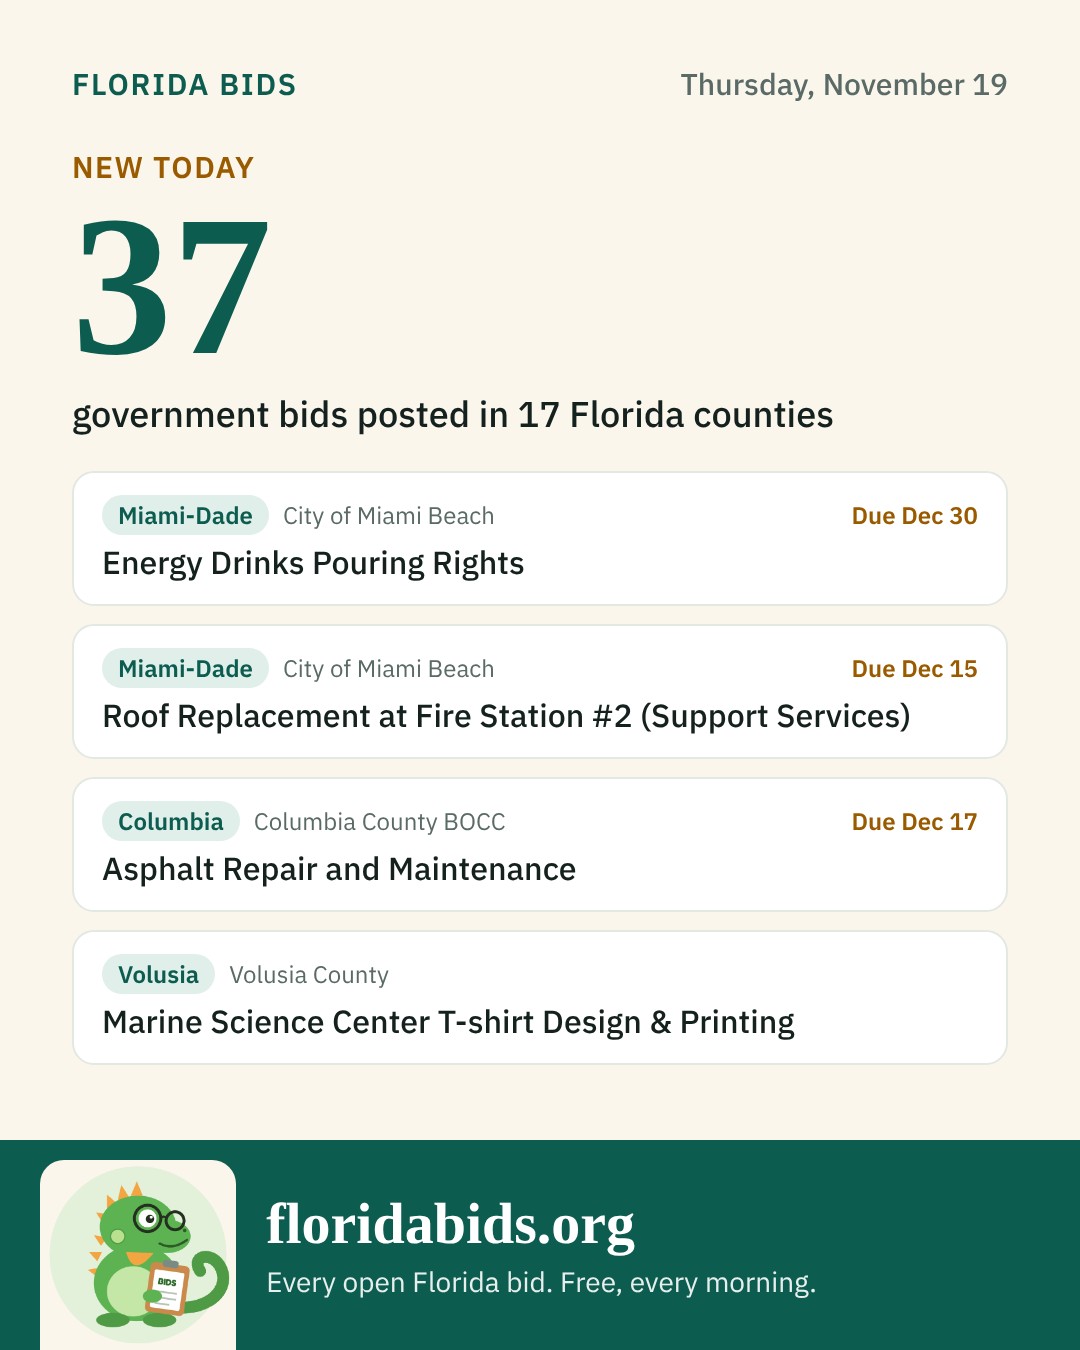 FLORIDA BIDS
Thursday, November 19
NEW TODAY
37
government bids posted in 17 Florida counties
Miami-Dade City of Miami Beach Due Dec 30
Energy Drinks Pouring Rights
Miami-Dade City of Miami Beach Due Dec 15
Roof Replacement at Fire Station #2 (Support Services)
Columbia Columbia County BOCC Due Dec 17
Asphalt Repair and Maintenance
Volusia Volusia County
Marine Science Center T-shirt Design & Printing
BIDS
floridabids.org
Every open Florida bid. Free, every morning.